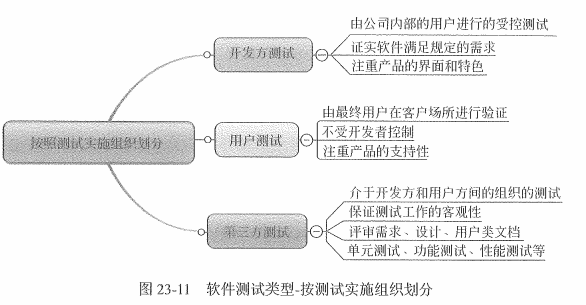 由公司内部的用户进行的受控测试
开发方测试
证实软件满足规定的需求
注重产品的界面和特色
由最终用户在客户场所进行验证
按照测试实施组织划分
用户测试
不受开发者控制
注重产品的支持性
介于开发方和用户方间的组织的测试
保证测试工作的客观性
第三方测试
评审需求、设计、用户类文档
单元测试、功能测试、性能测试等
图 23-11 软件测试类型-按测试实施组织划分